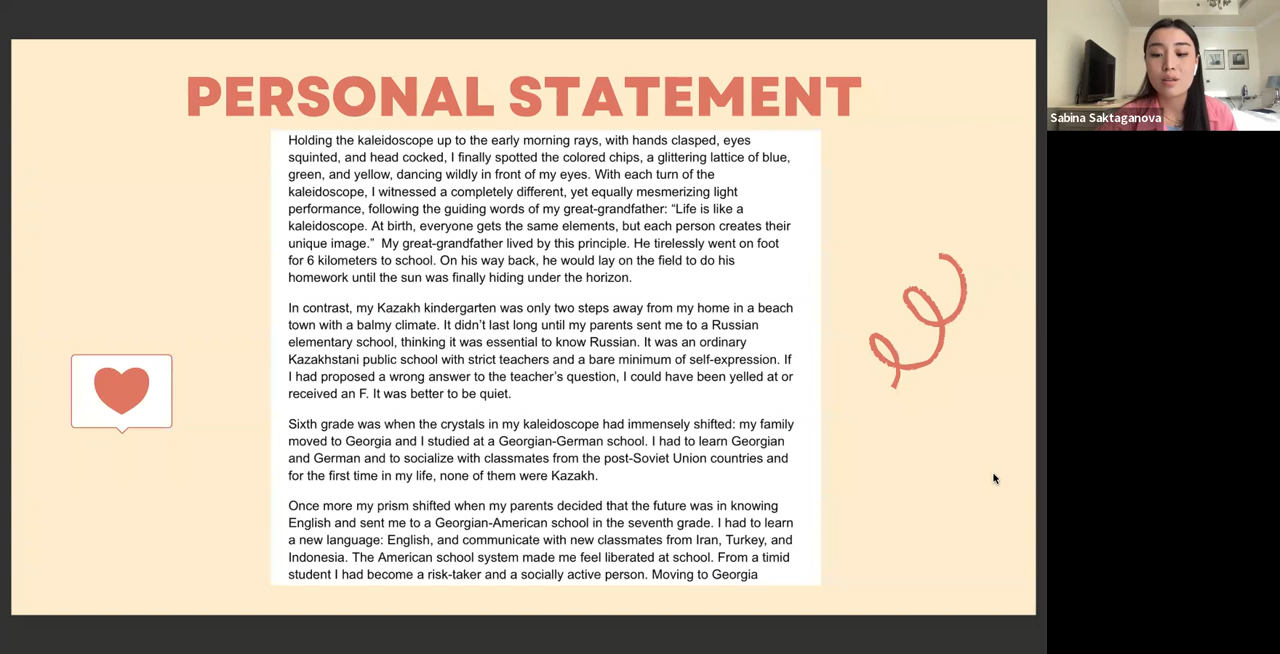 PERSONAL STATEMENT
Holding the kaleidoscope up to the early morning rays, with hands clasped, eyes
squinted, and head cocked, I finally spotted the colored chips, a glittering lattice of blue,
green, and yellow, dancing wildly in front of my eyes. With each turn of the
kaleidoscope, I witnessed a completely different, yet equally mesmerizing light
performance, following the guiding words of my great-grandfather: “Life is like a
kaleidoscope. At birth, everyone gets the same elements, but each person creates their
unique image.”  My great-grandfather lived by this principle. He tirelessly went on foot
for 6 kilometers to school. On his way back, he would lay on the field to do his
homework until the sun was finally hiding under the horizon.
In contrast, my Kazakh kindergarten was only two steps away from my home in a beach
town with a balmy climate. It didn’t last long until my parents sent me to a Russian
elementary school, thinking it was essential to know Russian. It was an ordinary
Kazakhstani public school with strict teachers and a bare minimum of self-expression. If
I had proposed a wrong answer to the teacher’s question, I could have been yelled at or
received an F. It was better to be quiet.
Sixth grade was when the crystals in my kaleidoscope had immensely shifted: my family
moved to Georgia and I studied at a Georgian-German school. I had to learn Georgian
and German and to socialize with classmates from the post-Soviet Union countries and
for the first time in my life, none of them were Kazakh.
Once more my prism shifted when my parents decided that the future was in knowing
English and sent me to a Georgian-American school in the seventh grade. I had to learn
a new language: English, and communicate with new classmates from Iran, Turkey, and
Indonesia. The American school system made me feel liberated at school. From a timid
student I had become a risk-taker and a socially active person. Moving to Georgia
Sabina Saktaganova